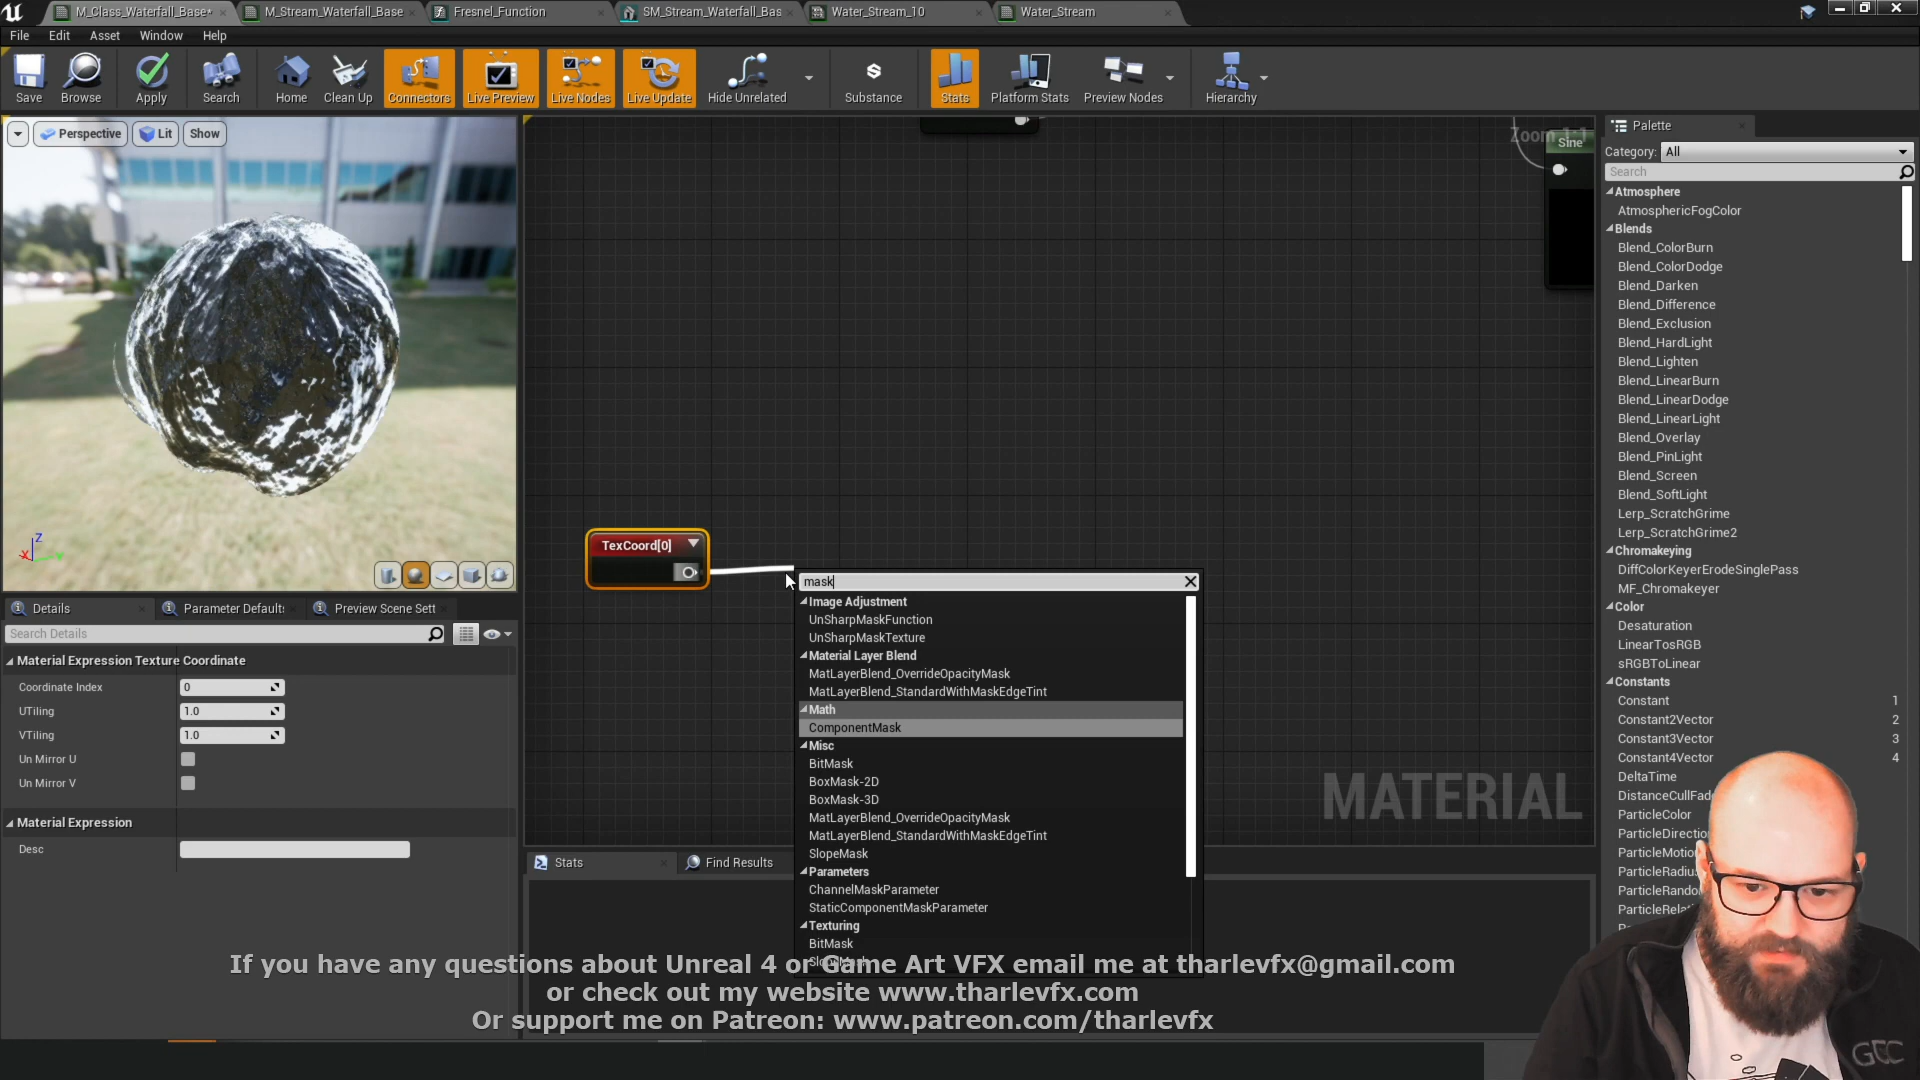 M_Class_Waterfall_Base*
M_Stream_Waterfall_Base
Fresnel_Function
SM_Stream_Waterfall_Bas
Water_Stream_10
Water_Stream
File Edit Asset Window Help
Save
Browse
Apply
Search
Home
Clean Up
Connectors
Live Preview
Live Nodes
Live Update
Hide Unrelated
Substance
Stats
Platform Stats
Preview Nodes
Hierarchy
Perspective
Lit
Show
Z
X
Y
Zoom 1:1
Sine
TexCoord[0]
mask
Image Adjustment
UnSharpMaskFunction
UnSharpMaskTexture
Material Layer Blend
MatLayerBlend_OverrideOpacityMask
MatLayerBlend_StandardWithMaskEdgeTint
Math
ComponentMask
Misc
BitMask
BoxMask-2D
BoxMask-3D
MatLayerBlend_OverrideOpacityMask
MatLayerBlend_StandardWithMaskEdgeTint
SlopeMask
Parameters
ChannelMaskParameter
StaticComponentMaskParameter
Texturing
BitMask
MATERIAL
Stats
Find Results
Details
Parameter Defaults
Preview Scene Sett
Search Details
Material Expression Texture Coordinate
Coordinate Index 0
UTiling 1.0
VTiling 1.0
Un Mirror U
Un Mirror V
Material Expression
Desc
Palette
Category: All
Search
Atmosphere
AtmosphericFogColor
Blends
Blend_ColorBurn
Blend_ColorDodge
Blend_Darken
Blend_Difference
Blend_Exclusion
Blend_HardLight
Blend_Lighten
Blend_LinearBurn
Blend_LinearDodge
Blend_LinearLight
Blend_Overlay
Blend_PinLight
Blend_Screen
Blend_SoftLight
Lerp_ScratchGrime
Lerp_ScratchGrime2
Chromakeying
DiffColorKeyerErodeSinglePass
MF_Chromakeyer
Color
Desaturation
LinearTosRGB
sRGBToLinear
Constants
Constant 1
Constant2Vector 2
Constant3Vector 3
Constant4Vector 4
DeltaTime
DistanceCullFade
ParticleColor
ParticleDirectio
ParticleMotio
ParticleRadiu
ParticleRando
ParticleRela
If you have any questions about Unreal 4 or Game Art VFX email me at tharlevfx@gmail.com
or check out my website www.tharlevfx.com
Or support me on Patreon: www.patreon.com/tharlevfx